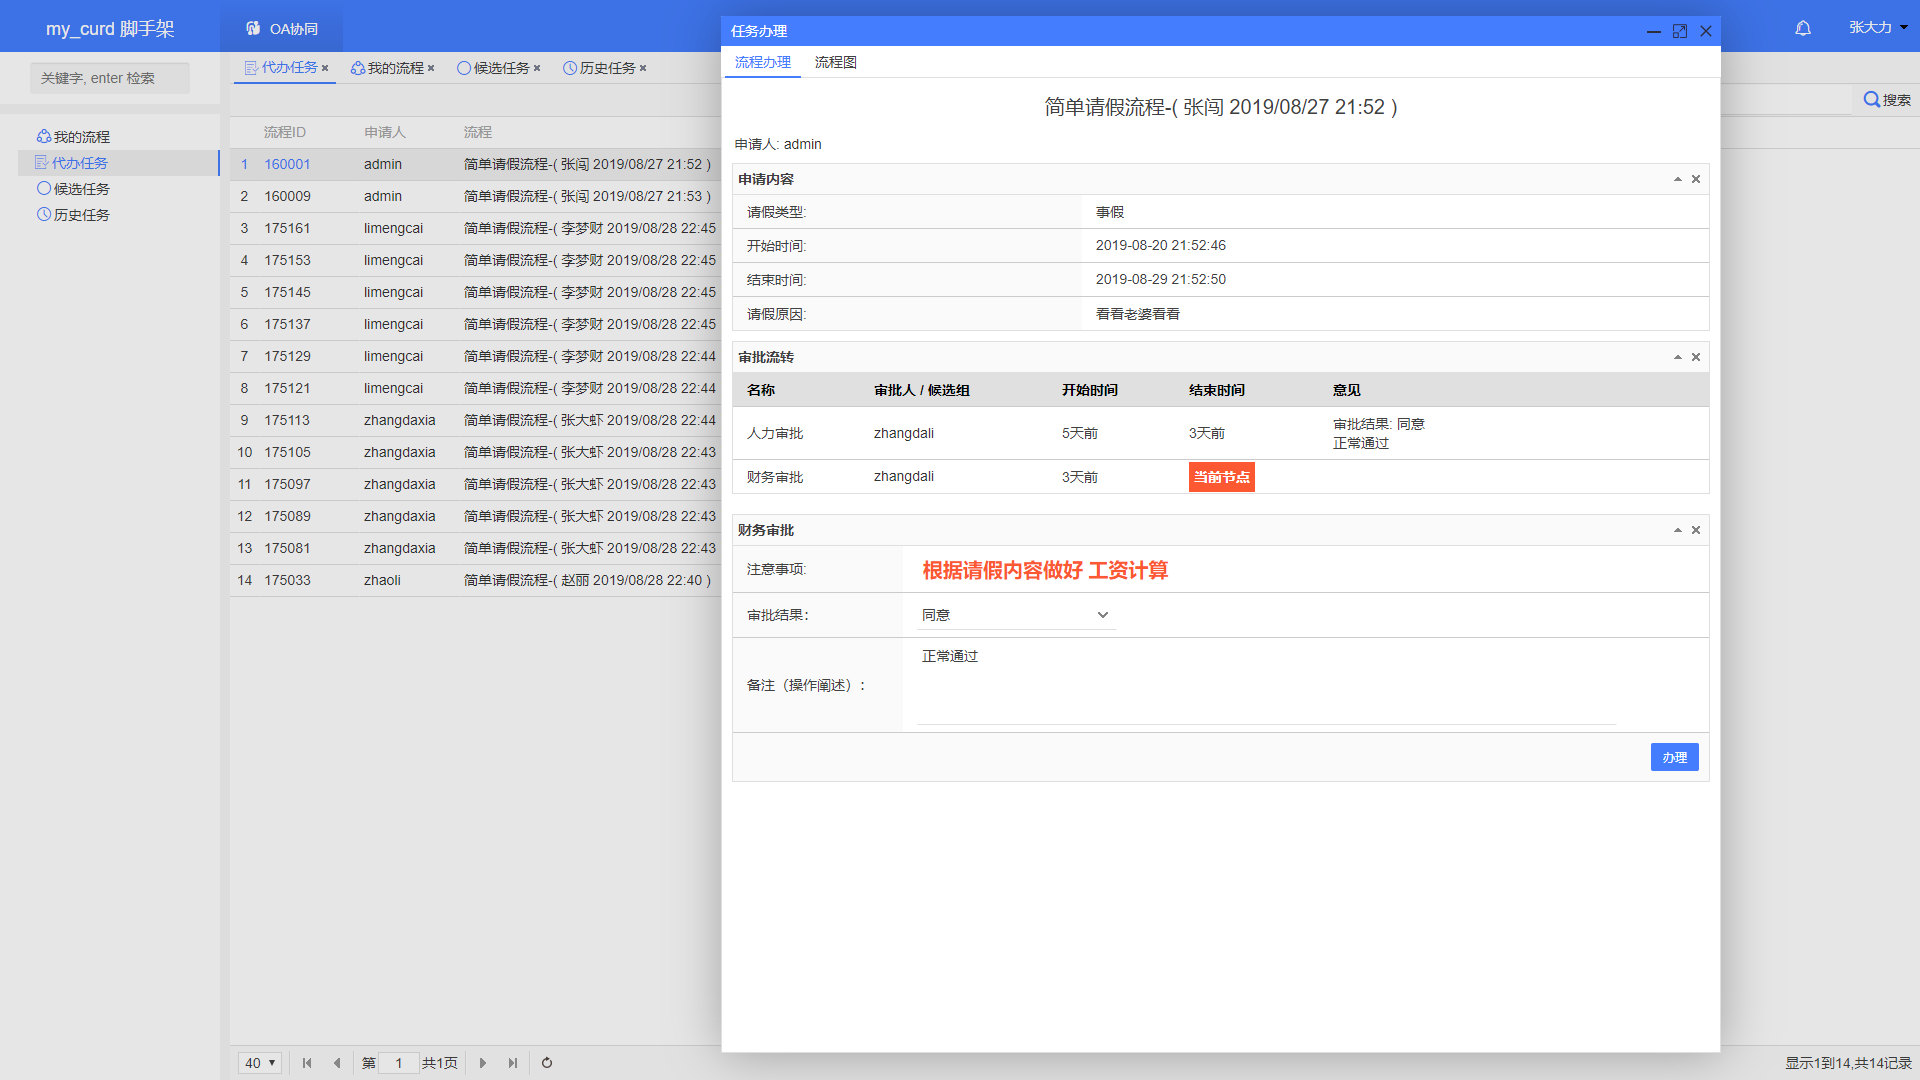 my_curd 脚手架
OA协同
张大力
关键字, enter 检索
我的流程
代办任务
候选任务
历史任务
代办任务
我的流程
候选任务
历史任务
搜索
流程ID 申请人 流程
1 160001 admin 简单请假流程-( 张闯 2019/08/27 21:52 )
2 160009 admin 简单请假流程-( 张闯 2019/08/27 21:53 )
3 175161 limengcai 简单请假流程-( 李梦财 2019/08/28 22:45
4 175153 limengcai 简单请假流程-( 李梦财 2019/08/28 22:45
5 175145 limengcai 简单请假流程-( 李梦财 2019/08/28 22:45
6 175137 limengcai 简单请假流程-( 李梦财 2019/08/28 22:45
7 175129 limengcai 简单请假流程-( 李梦财 2019/08/28 22:44
8 175121 limengcai 简单请假流程-( 李梦财 2019/08/28 22:44
9 175113 zhangdaxia 简单请假流程-( 张大虾 2019/08/28 22:44
10 175105 zhangdaxia 简单请假流程-( 张大虾 2019/08/28 22:43
11 175097 zhangdaxia 简单请假流程-( 张大虾 2019/08/28 22:43
12 175089 zhangdaxia 简单请假流程-( 张大虾 2019/08/28 22:43
13 175081 zhangdaxia 简单请假流程-( 张大虾 2019/08/28 22:43
14 175033 zhaoli 简单请假流程-( 赵丽 2019/08/28 22:40 )
40 第 1 共1页
显示1到14,共14记录
任务办理
流程办理 流程图
简单请假流程-( 张闯 2019/08/27 21:52 )
申请人: admin
申请内容
请假类型: 事假
开始时间: 2019-08-20 21:52:46
结束时间: 2019-08-29 21:52:50
请假原因: 看看老婆看看
审批流转
名称 审批人 / 候选组 开始时间 结束时间 意见
人力审批 zhangdali 5天前 3天前 审批结果: 同意
正常通过
财务审批 zhangdali 3天前 当前节点
财务审批
注意事项: 根据请假内容做好 工资计算
审批结果: 同意
备注（操作阐述）: 正常通过
办理